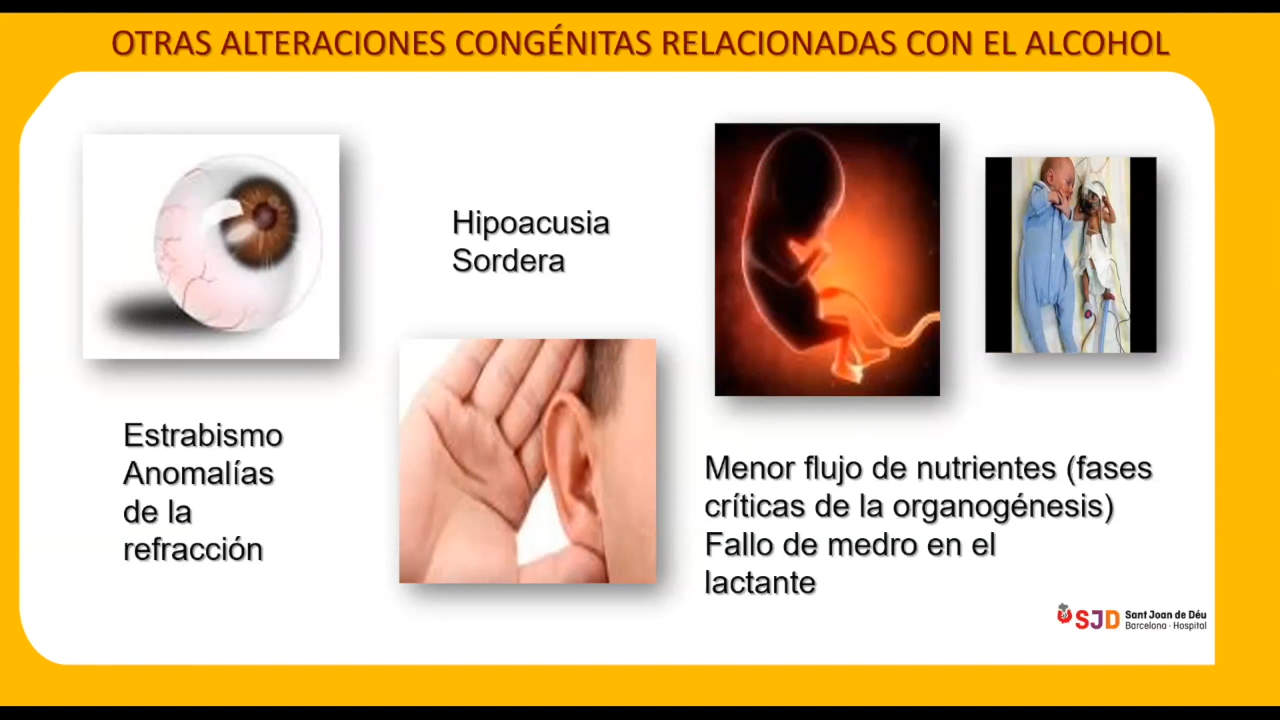 OTRAS ALTERACIONES CONGÉNITAS RELACIONADAS CON EL ALCOHOL
Estrabismo
Anomalías
de la
refracción
Hipoacusia
Sordera
Menor flujo de nutrientes (fases
críticas de la organogénesis)
Fallo de medro en el
lactante
SJD Sant Joan de Déu
Barcelona · Hospital